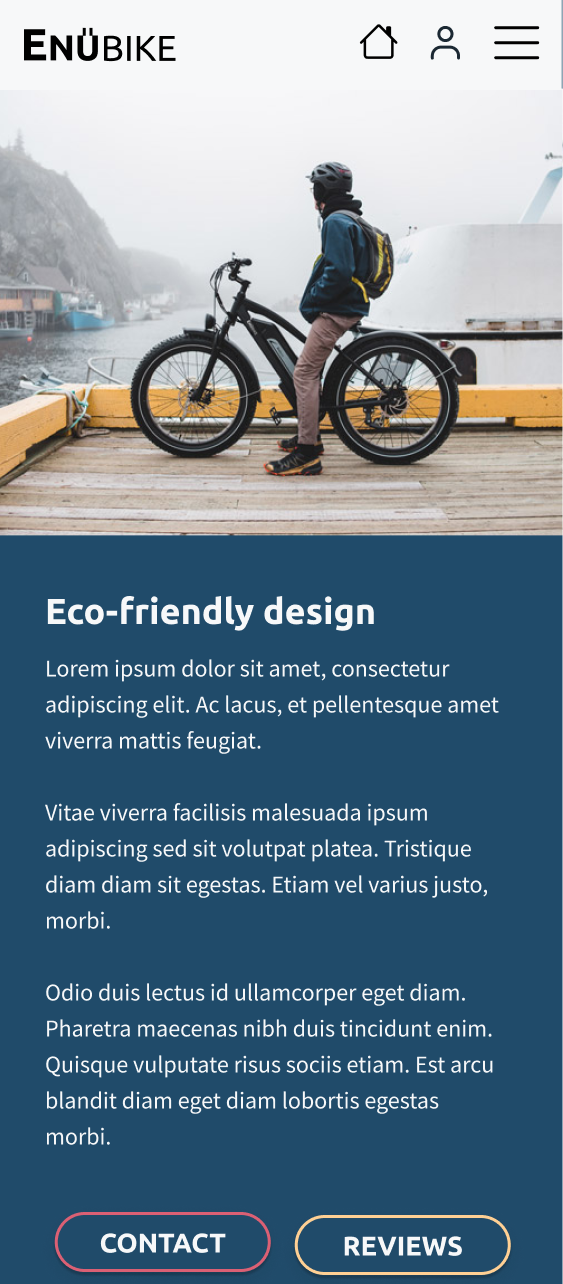 ENÜBIKE
Eco-friendly design
Lorem ipsum dolor sit amet, consectetur
adipiscing elit. Ac lacus, et pellentesque amet
viverra mattis feugiat.
Vitae viverra facilisis malesuada ipsum
adipiscing sed sit volutpat platea. Tristique
diam diam sit egestas. Etiam vel varius justo,
morbi.
Odio duis lectus id ullamcorper eget diam.
Pharetra maecenas nibh duis tincidunt enim.
Quisque vulputate risus sociis etiam. Est arcu
blandit diam eget diam lobortis egestas
morbi.
CONTACT
REVIEWS